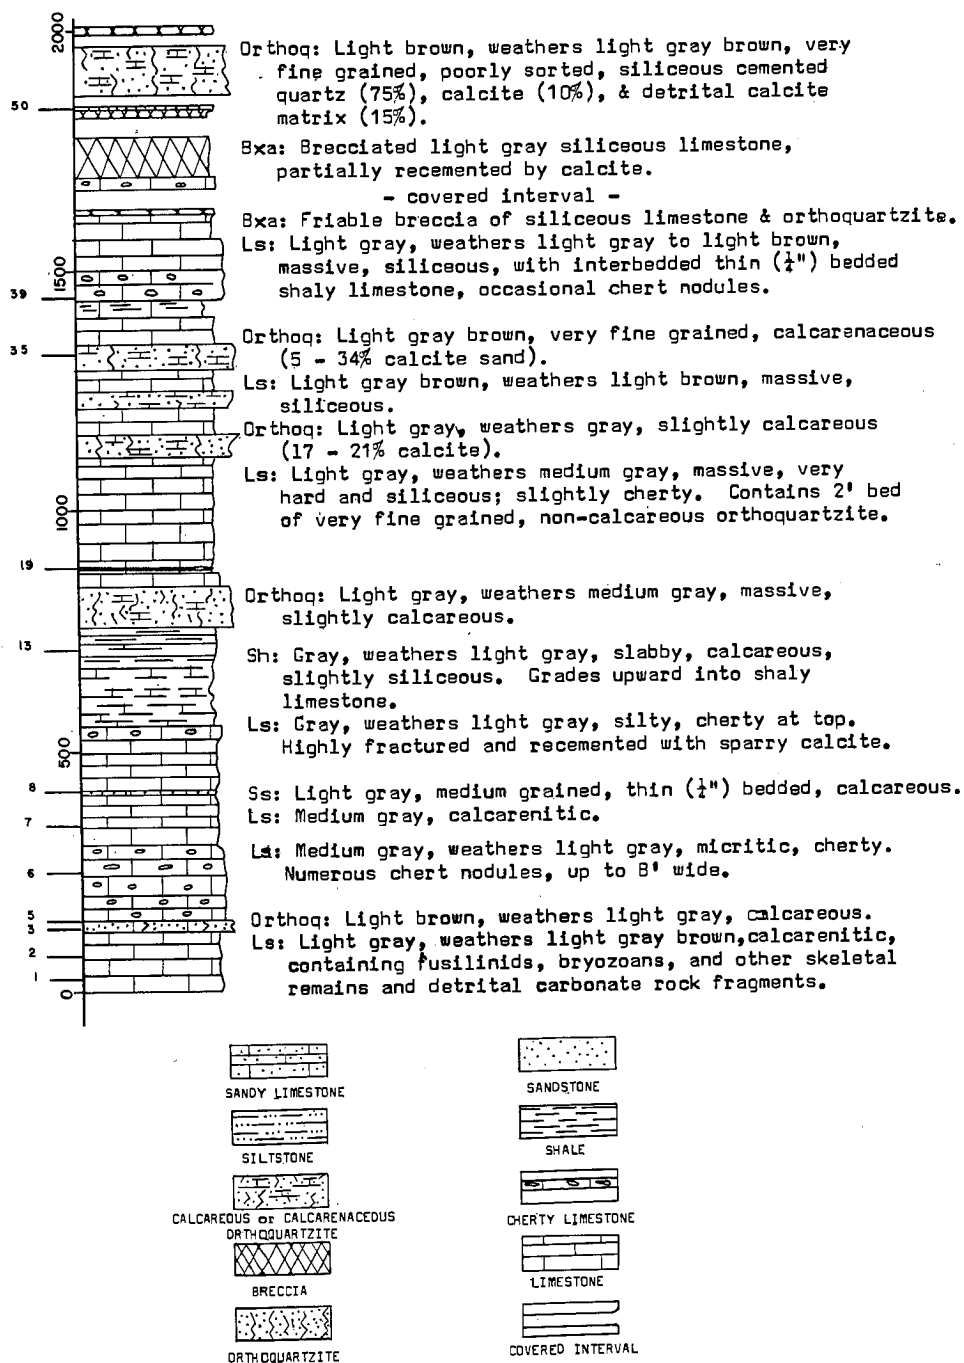 2000
Orthoq: Light brown, weathers light gray brown, very
fine grained, poorly sorted, siliceous cemented
quartz (75%), calcite (10%), & detrital calcite
matrix (15%).
50
Bxa: Brecciated light gray siliceous limestone,
partially recemented by calcite.
- covered interval -
Bxa: Friable breccia of siliceous limestone & orthoquartzite.
Ls: Light gray, weathers light gray to light brown,
massive, siliceous, with interbedded thin (¼") bedded
shaly limestone, occasional chert nodules.
1500
39
Orthoq: Light gray brown, very fine grained, calcarenaceous
(5 - 34% calcite sand).
35
Ls: Light gray brown, weathers light brown, massive,
siliceous.
Orthoq: Light gray, weathers gray, slightly calcareous
(17 - 21% calcite).
Ls: Light gray, weathers medium gray, massive, very
hard and siliceous; slightly cherty. Contains 2' bed
of very fine grained, non-calcareous orthoquartzite.
1000
19
Orthoq: Light gray, weathers medium gray, massive,
slightly calcareous.
13
Sh: Gray, weathers light gray, slabby, calcareous,
slightly siliceous. Grades upward into shaly
limestone.
Ls: Gray, weathers light gray, silty, cherty at top.
Highly fractured and recemented with sparry calcite.
500
8
Ss: Light gray, medium grained, thin (¼") bedded, calcareous.
Ls: Medium gray, calcarenitic.
7
Ls: Medium gray, weathers light gray, micritic, cherty.
Numerous chert nodules, up to 8' wide.
6
5
Orthoq: Light brown, weathers light gray, calcareous.
3
Ls: Light gray, weathers light gray brown,calcarenitic,
containing fusilinids, bryozoans, and other skeletal
remains and detrital carbonate rock fragments.
2
1
0
SANDY LIMESTONE
SANDSTONE
SILTSTONE
SHALE
CALCAREOUS or CALCARENACEOUS
ORTHOQUARTZITE
CHERTY LIMESTONE
BRECCIA
LIMESTONE
ORTHOQUARTZITE
COVERED INTERVAL